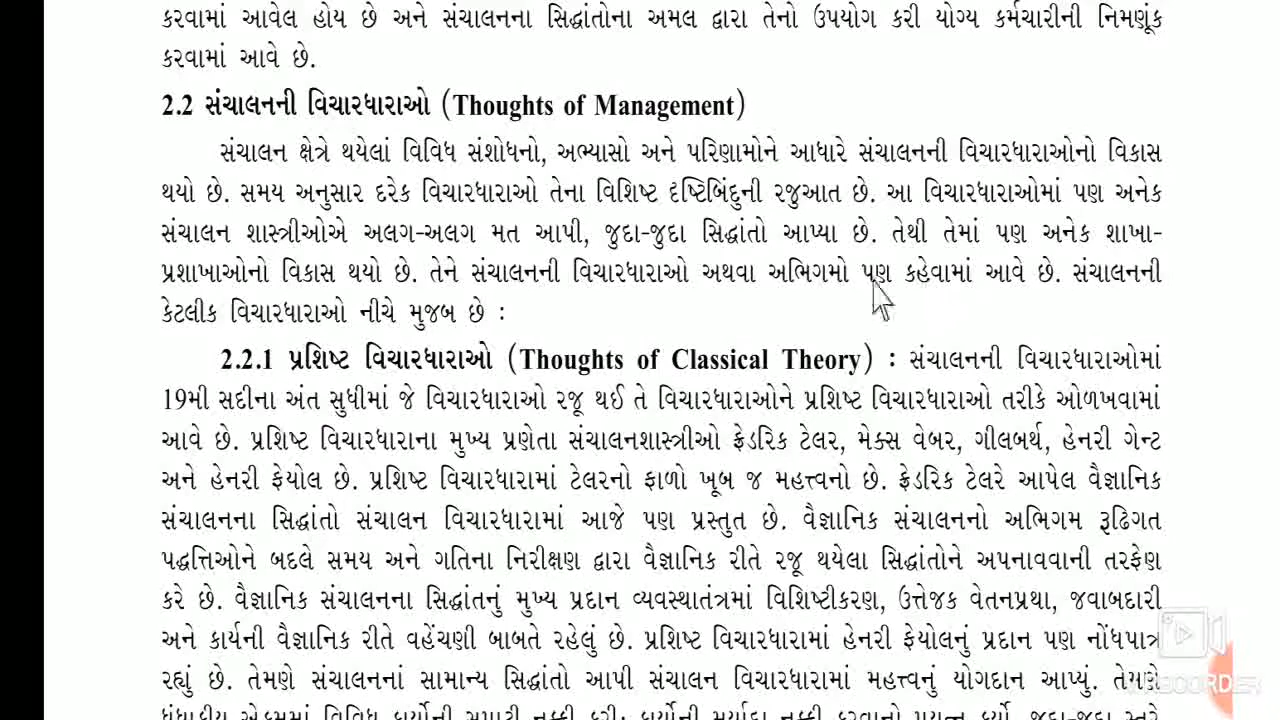 કરવામાં આવેલ હોય છે અને સંચાલનના સિદ્ધાંતોના અમલ દ્વારા તેનો ઉપયોગ કરી યોગ્ય કર્મચારીની નિમણૂંક
કરવામાં આવે છે.
2.2 સંચાલનની વિચારધારાઓ (Thoughts of Management)
સંચાલન ક્ષેત્રે થયેલાં વિવિધ સંશોધનો, અભ્યાસો અને પરિણામોને આધારે સંચાલનની વિચારધારાઓનો વિકાસ
થયો છે. સમય અનુસાર દરેક વિચારધારાઓ તેના વિશિષ્ટ દૃષ્ટિબિંદુની રજુઆત છે. આ વિચારધારાઓમાં પણ અનેક
સંચાલન શાસ્ત્રીઓએ અલગ-અલગ મત આપી, જુદા-જુદા સિદ્ધાંતો આપ્યા છે. તેથી તેમાં પણ અનેક શાખા-
પ્રશાખાઓનો વિકાસ થયો છે. તેને સંચાલનની વિચારધારાઓ અથવા અભિગમો પણ કહેવામાં આવે છે. સંચાલનની
કેટલીક વિચારધારાઓ નીચે મુજબ છે :
2.2.1 પ્રશિષ્ટ વિચારધારાઓ (Thoughts of Classical Theory) : સંચાલનની વિચારધારાઓમાં
19મી સદીના અંત સુધીમાં જે વિચારધારાઓ રજૂ થઈ તે વિચારધારાઓને પ્રશિષ્ટ વિચારધારાઓ તરીકે ઓળખવામાં
આવે છે. પ્રશિષ્ટ વિચારધારાના મુખ્ય પ્રણેતા સંચાલનશાસ્ત્રીઓ ફ્રેડરિક ટેલર, મેક્સ વેબર, ગીલબર્થ, હેનરી ગેન્ટ
અને હેનરી ફેયોલ છે. પ્રશિષ્ટ વિચારધારામાં ટેલરનો ફાળો ખૂબ જ મહત્ત્વનો છે. ફ્રેડરિક ટેલરે આપેલ વૈજ્ઞાનિક
સંચાલનના સિદ્ધાંતો સંચાલન વિચારધારામાં આજે પણ પ્રસ્તુત છે. વૈજ્ઞાનિક સંચાલનનો અભિગમ રૂઢિગત
પદ્ધત્તિઓને બદલે સમય અને ગતિના નિરીક્ષણ દ્વારા વૈજ્ઞાનિક રીતે રજૂ થયેલા સિદ્ધાંતોને અપનાવવાની તરફેણ
કરે છે. વૈજ્ઞાનિક સંચાલનના સિદ્ધાંતનું મુખ્ય પ્રદાન વ્યવસ્થાતંત્રમાં વિશિષ્ટીકરણ, ઉત્તેજક વેતનપ્રથા, જવાબદારી
અને કાર્યની વૈજ્ઞાનિક રીતે વહેંચણી બાબતે રહેલું છે. પ્રશિષ્ટ વિચારધારામાં હેનરી ફેયોલનું પ્રદાન પણ નોંધપાત્ર
રહ્યું છે. તેમણે સંચાલનનાં સામાન્ય સિદ્ધાંતો આપી સંચાલન વિચારધારામાં મહત્ત્વનું યોગદાન આપ્યું. તેમણે